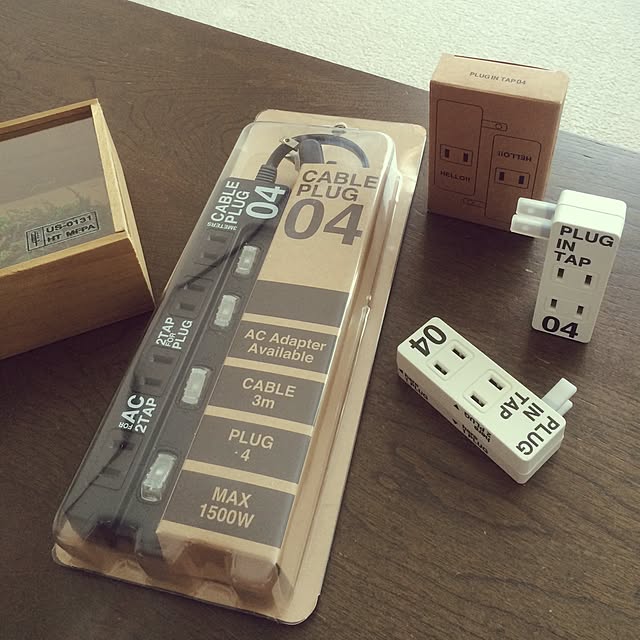 PLUG IN TAP 04
HELLO!!
HELLO!!
US-0131
HT MFPA
CABLE
PLUG
04
3METERS
2TAP
FOR
PLUG
AC
FOR
2TAP
CABLE
PLUG
04
AC Adapter
Available
CABLE
3m
PLUG
·4
MAX
1500W
PLUG
IN
TAP
04
04
PLUG
IN
TAP